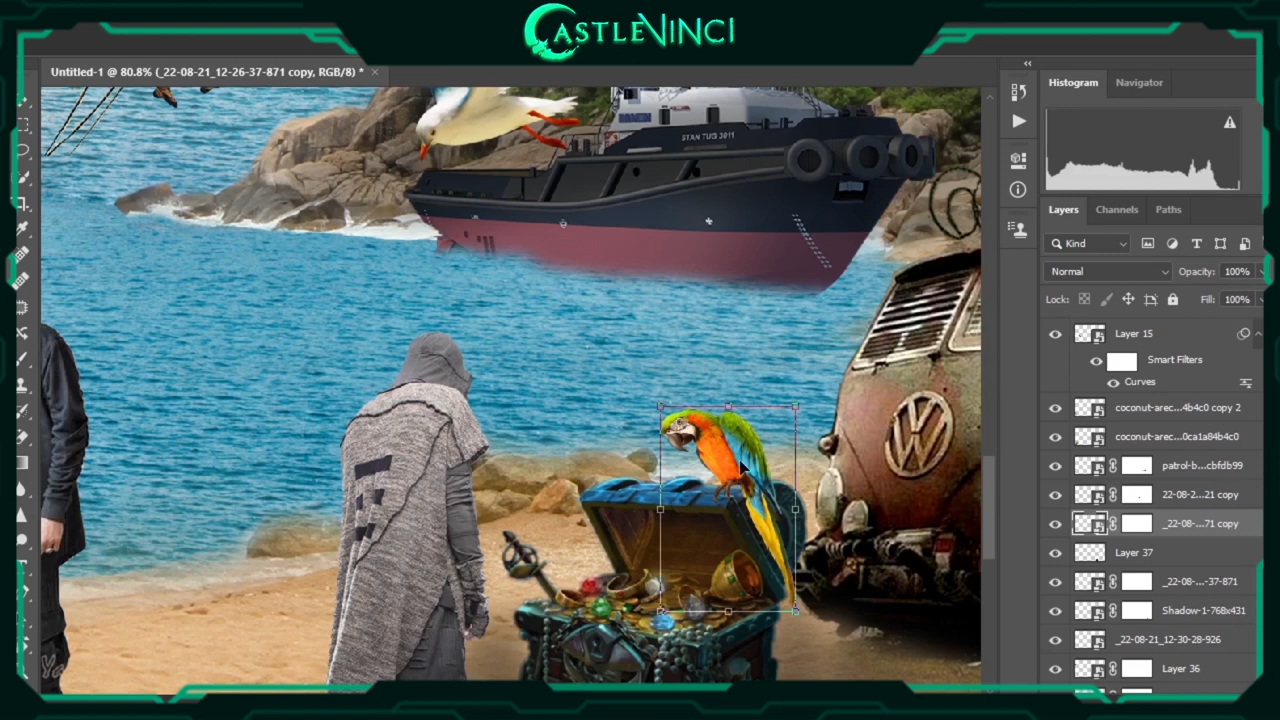 CASTLEVINCI
Untitled-1 @ 80.8% (_22-08-21_12-26-37-871 copy, RGB/8) *
Histogram
Navigator
STAN TUG 3011
Layers
Channels
Paths
Kind
Normal
Opacity: 100%
Lock:
Fill: 100%
Layer 15
Smart Filters
Curves
coconut-arec...4b4c0 copy 2
coconut-arec...0ca1a84b4c0
patrol-b...cbfdb99
22-08-2...21 copy
_22-08-...71 copy
Layer 37
_22-08-...-37-871
Shadow-1-768x431
_22-08-21_12-30-28-926
Layer 36